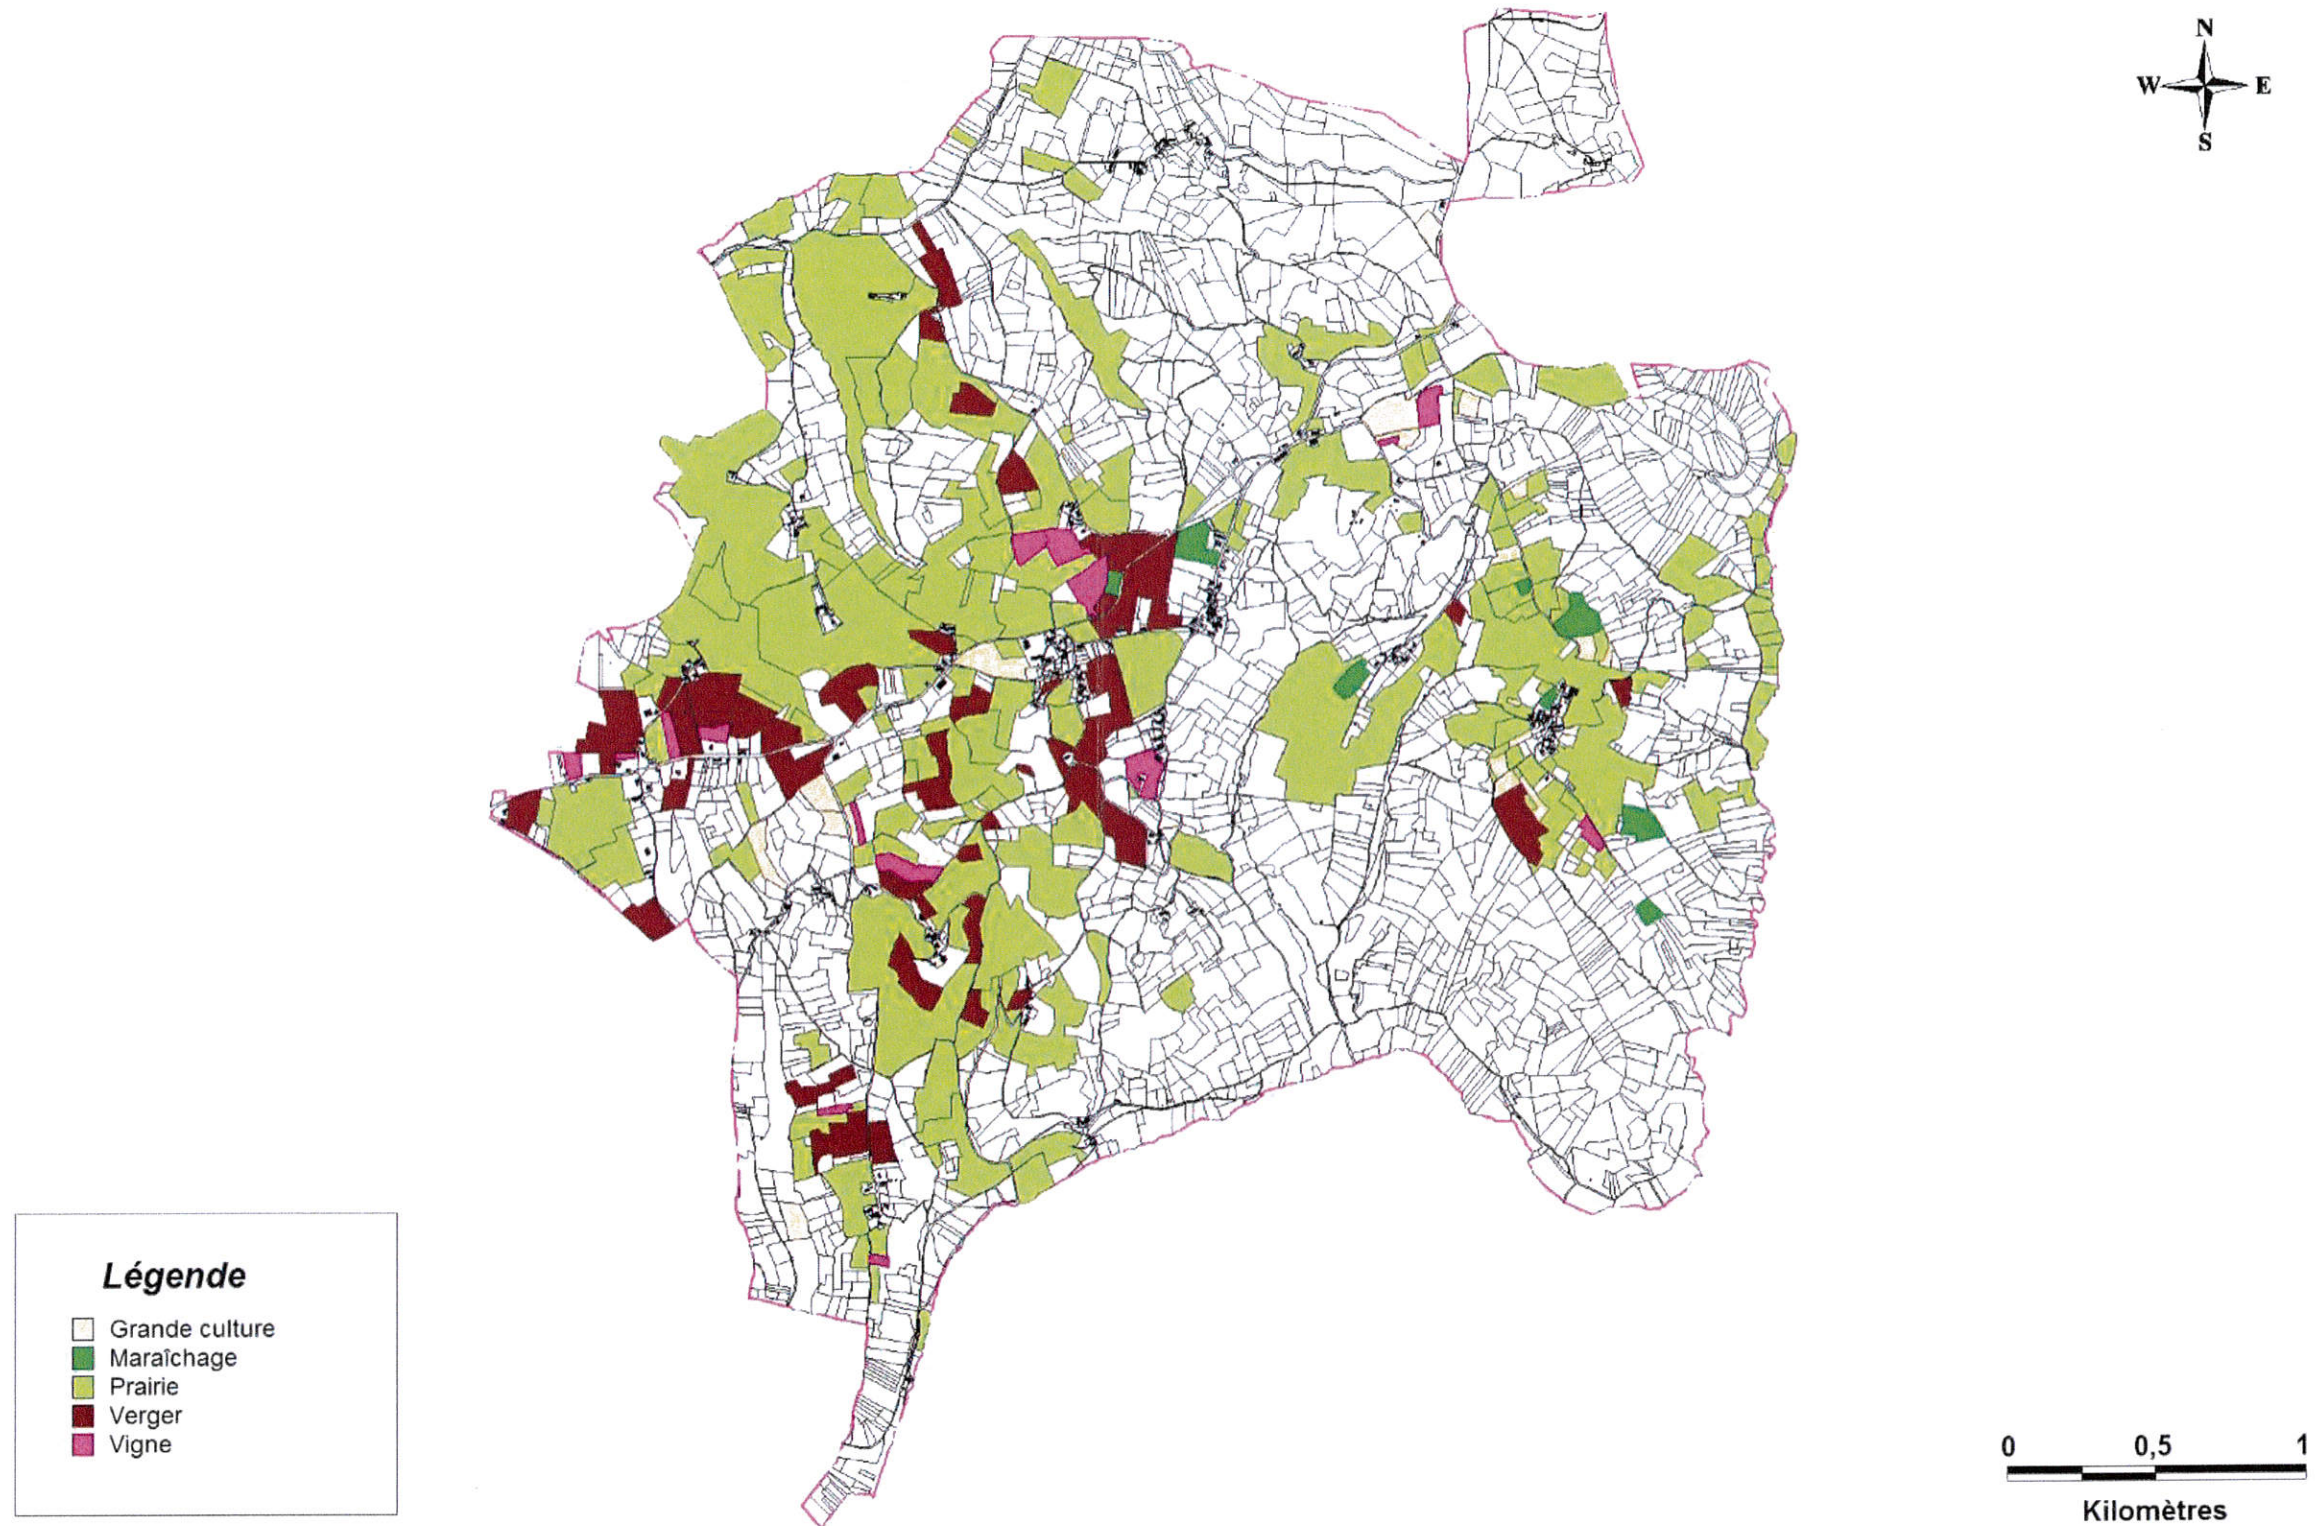 N
W E
S
Légende
Grande culture
Maraîchage
Prairie
Verger
Vigne
0 0,5 1
Kilomètres